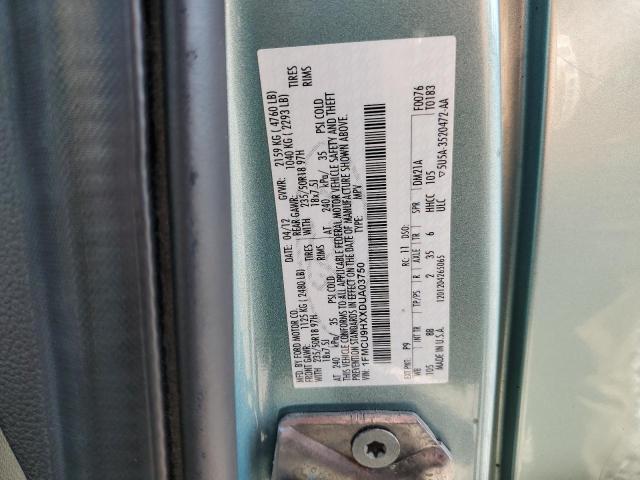 MFD. BY FORD MOTOR CO.
DATE: 04/12 GVWR: 2159 KG ( 4760 LB)
FRONT GAWR: 1125 KG ( 2480 LB) REAR GAWR: 1040 KG ( 2293 LB)
WITH 235/50R18 97H TIRES WITH 235/50R18 97H TIRES
18x7.5J RIMS 18x7.5J RIMS
AT 240 kPa/ 35 PSI COLD AT 240 kPa/ 35 PSI COLD
THIS VEHICLE CONFORMS TO ALL APPLICABLE FEDERAL MOTOR VEHICLE SAFETY AND THEFT
PREVENTION STANDARDS IN EFFECT ON THE DATE OF MANUFACTURE SHOWN ABOVE.
VIN: 1FMCU9HXXDUA03750 TYPE: MPV
F0076
T0183
EXT PNT: P9 RC: 11 DSO:
WB INT TR TP/PS R AXLE TR SPR DM21A
105 8B 2 35 6 HHCC 105
MADE IN U.S.A. ULC
1201204265065 ▽5U5A-3520472-AA